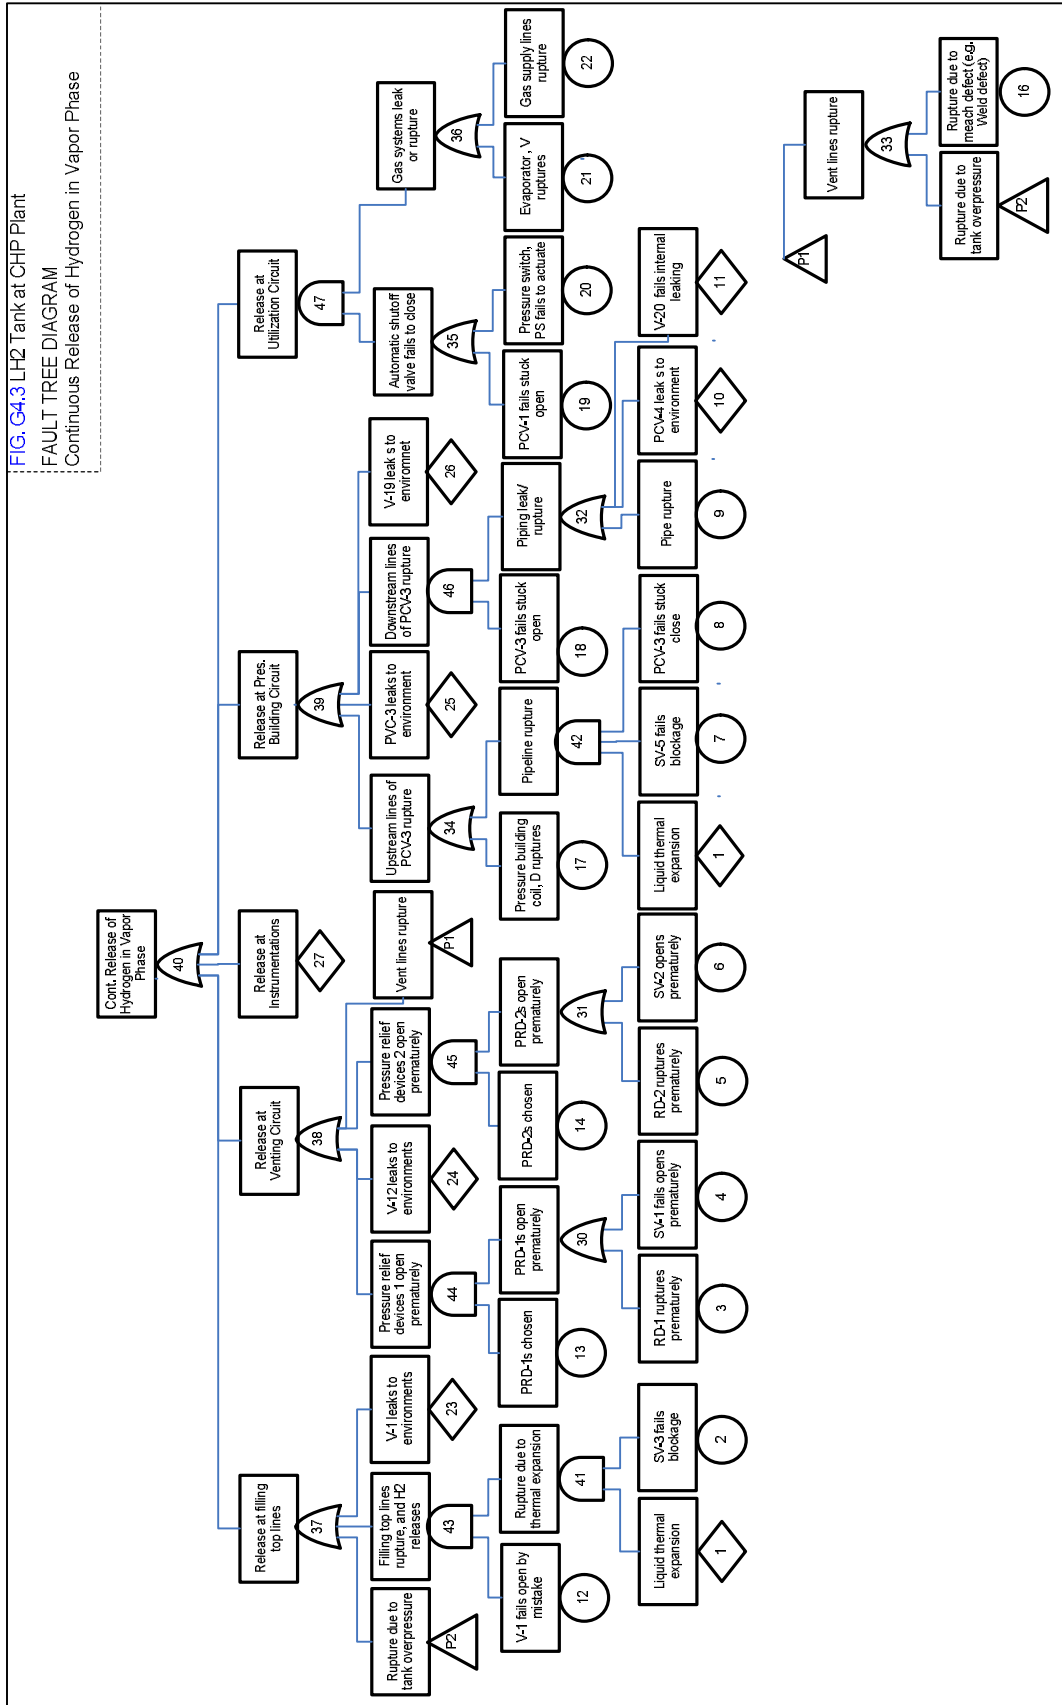 FIG. G4.3 LH2 Tank at CHP Plant
FAULT TREE DIAGRAM
Continuous Release of Hydrogen in Vapor Phase
Cont. Release of
Hydrogen in Vapor
Phase
40
Release at filling
top lines
37
Release at
Venting Circuit
38
Release at
Instrumentations
27
Release at Pres.
Building Circuit
39
Release at
Utilization Circuit
47
Rupture due to
tank overpressure
P2
Filling top lines
rupture, and H2
releases
43
V-1 leaks to
environments
23
Pressure relief
devices 1 open
prematurely
44
V-12 leaks to
environments
24
Pressure relief
devices 2 open
prematurely
45
Vent lines rupture
P1
Upstream lines of
PCV-3 rupture
34
PVC-3 leaks to
environment
25
Downstream lines
of PCV-3 rupture
46
V-19 leak s to
enviromnet
26
Automatic shutoff
valve fails to close
35
Gas systems leak
or rupture
36
V-1 fails open by
mistake
12
Rupture due to
thermal expansion
41
PRD-1s chosen
13
PRD-1s open
prematurely
30
PRD-2s chosen
14
PRD-2s open
prematurely
31
Pressure building
coil, D ruptures
17
Pipeline rupture
42
PCV-3 fails stuck
open
18
Piping leak/
rupture
32
PCV-1 fails stuck
open
19
Pressure switch,
PS fails to actuate
20
Evaporator, V
ruptures
21
Gas supply lines
rupture
22
Liquid thermal
expansion
1
SV-3 fails
blockage
2
RD-1 ruptures
prematurely
3
SV-1 fails opens
prematurely
4
RD-2 ruptures
prematurely
5
SV-2 opens
prematurely
6
Liquid thermal
expansion
1
SV-5 fails
blockage
7
PCV-3 fails stuck
close
8
Pipe rupture
9
PCV-4 leak s to
environment
10
V-20 fails internal
leaking
11
P1
Vent lines rupture
33
Rupture due to
tank overpressure
P2
Rupture due to
meach defect (e.g.
Weld defect)
16